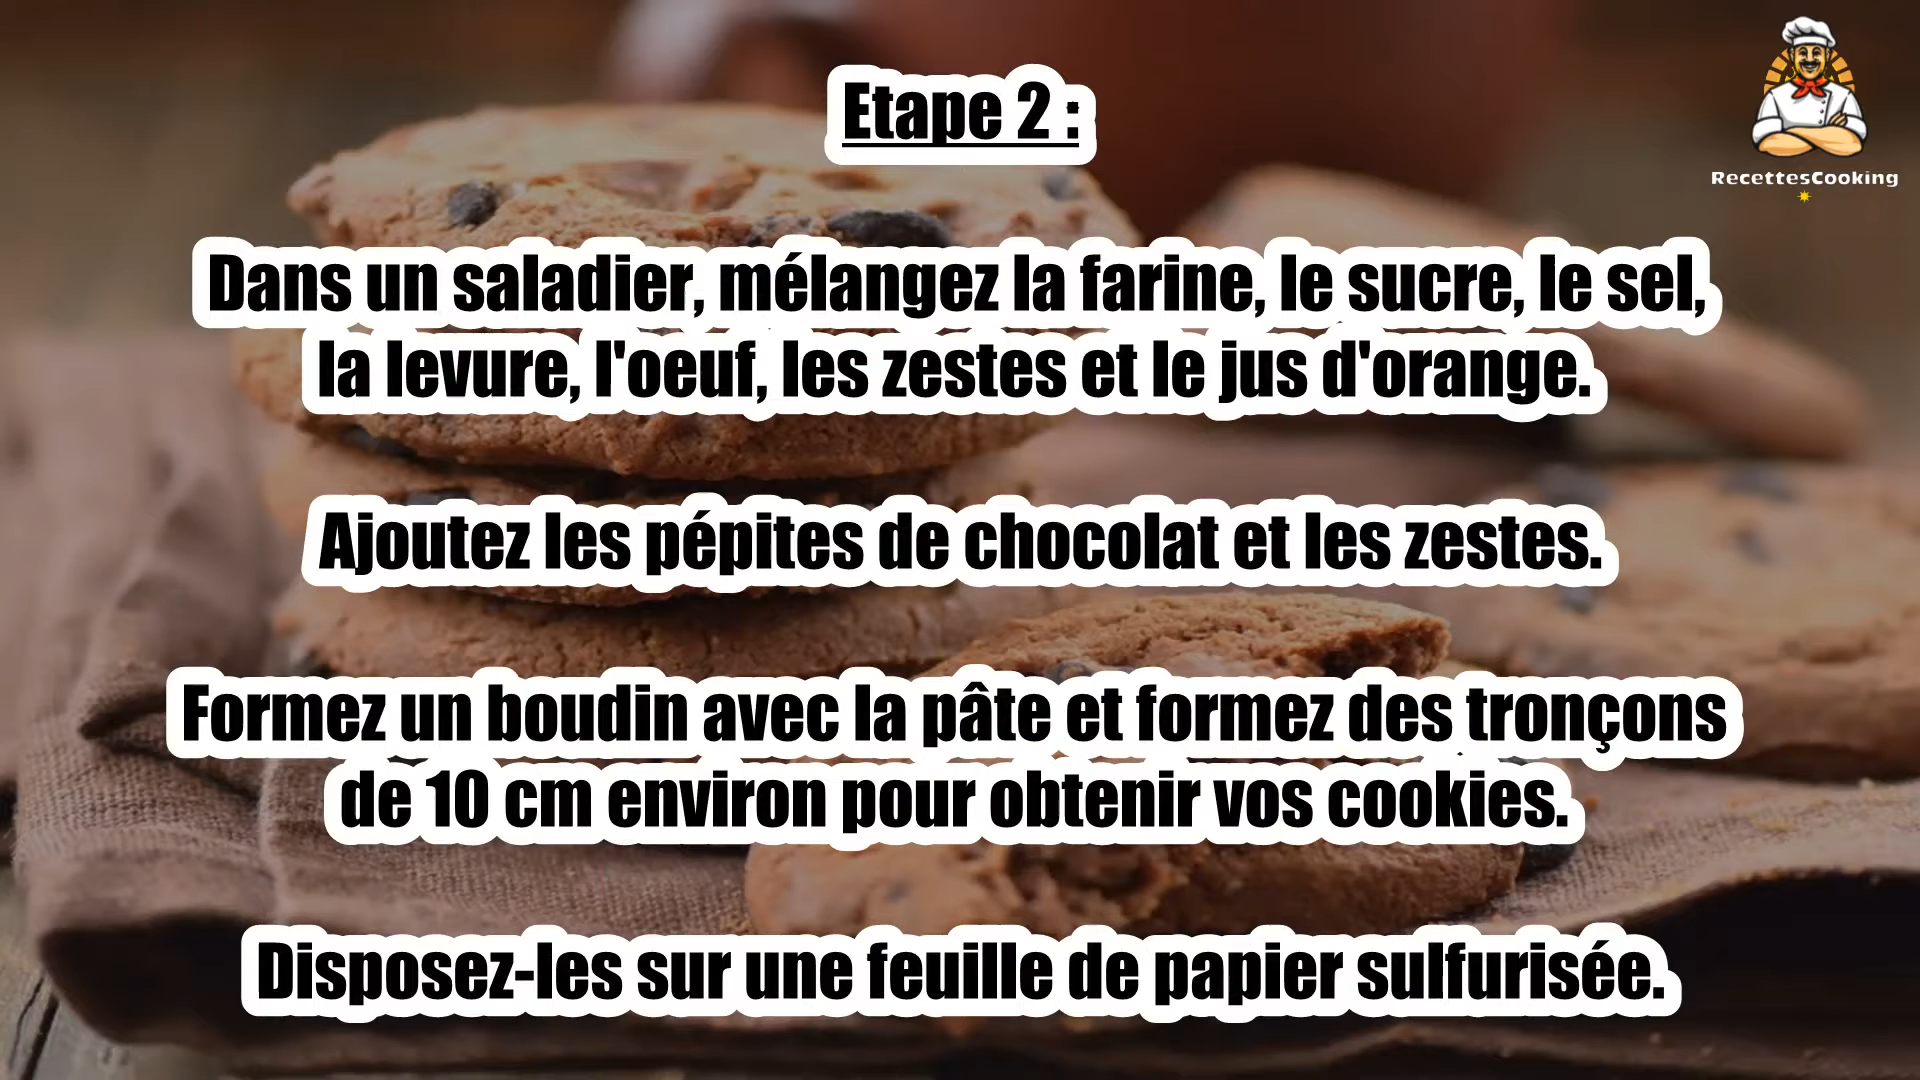 Etape 2 :
RecettesCooking
Dans un saladier, mélangez la farine, le sucre, le sel,
la levure, l'oeuf, les zestes et le jus d'orange.
Ajoutez les pépites de chocolat et les zestes.
Formez un boudin avec la pâte et formez des tronçons
de 10 cm environ pour obtenir vos cookies.
Disposez-les sur une feuille de papier sulfurisée.